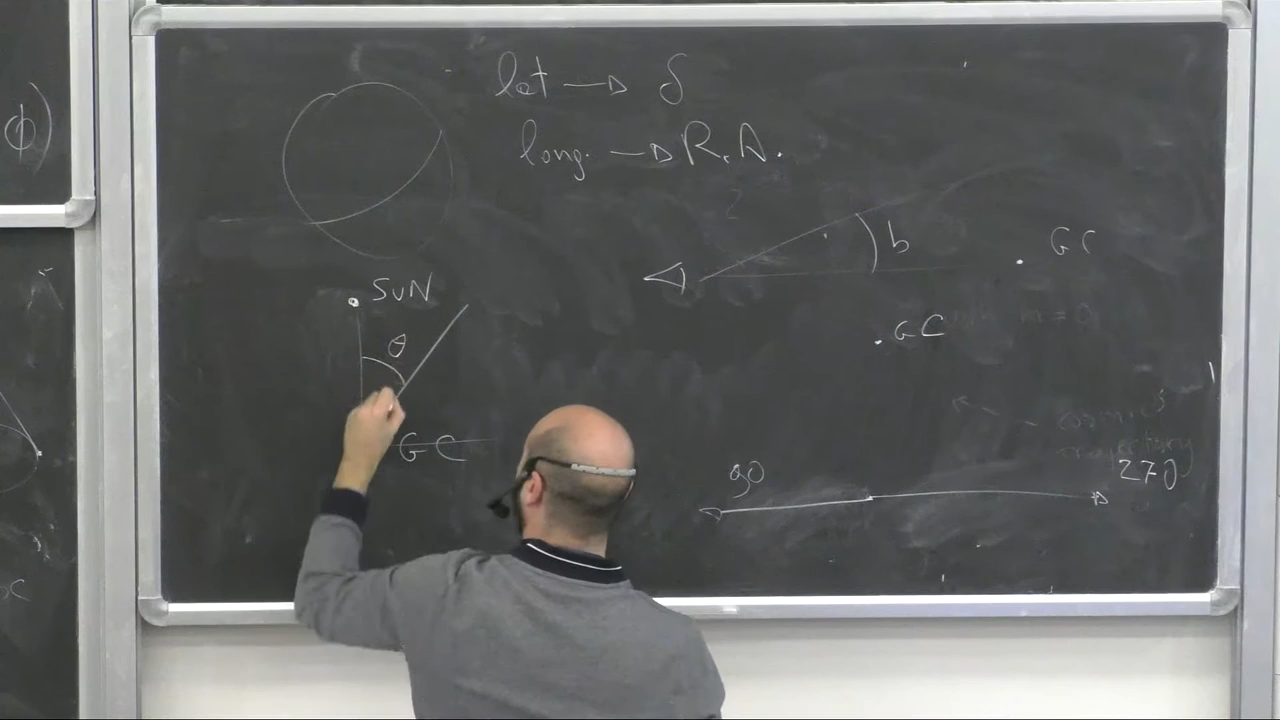 lat → δ
long. → R.A.
ϕ)
b
GC
SUN
θ
GC
GC
90
270